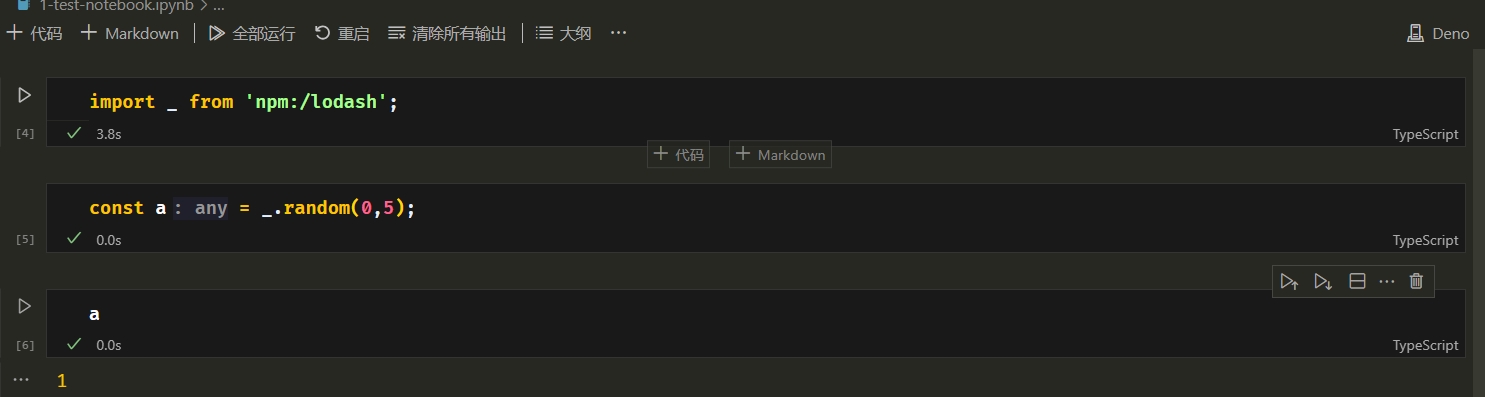 1-test-notebook.ipynb > ...
+ 代码 + Markdown 全部运行 重启 清除所有输出 大纲 ... Deno
import _ from 'npm:/lodash';
[4] 3.8s TypeScript
+ 代码 + Markdown
const a: any = _.random(0,5);
[5] 0.0s TypeScript
...
a
[6] 0.0s TypeScript
... 1